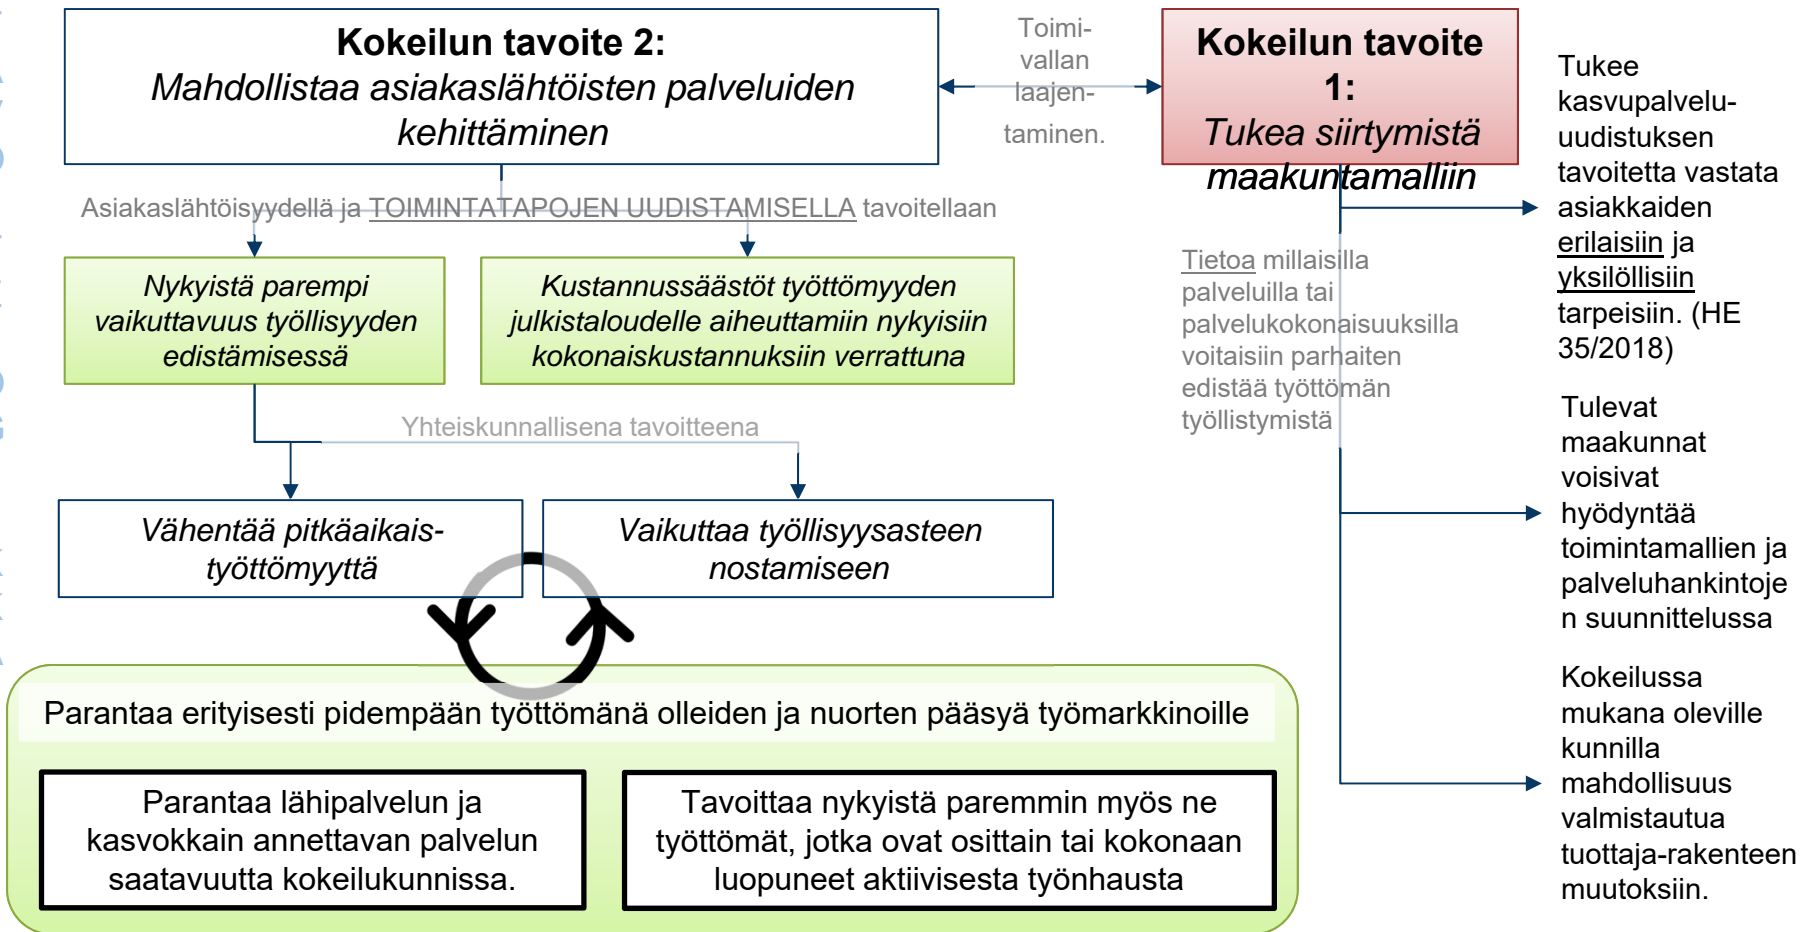 Kokeilun tavoite 2:
Mahdollistaa asiakaslähtöisten palveluiden
kehittäminen
Toimi-
vallan
laajen-
taminen.
Kokeilun tavoite
1:
Tukea siirtymistä
maakuntamalliin
Tukee
kasvupalvelu-
uudistuksen
tavoitetta vastata
asiakkaiden
erilaisiin ja
yksilöllisiin
tarpeisiin. (HE
35/2018)
Asiakaslähtöisyydellä ja TOIMINTATAPOJEN UUDISTAMISELLA tavoitellaan
Nykyistä parempi
vaikuttavuus työllisyyden
edistämisessä
Kustannussäästöt työttömyyden
julkistaloudelle aiheuttamiin nykyisiin
kokonaiskustannuksiin verrattuna
Tietoa millaisilla
palveluilla tai
palvelukokonaisuuksilla
voitaisiin parhaiten
edistää työttömän
työllistymistä
Yhteiskunnallisena tavoitteena
Tulevat
maakunnat
voisivat
hyödyntää
toimintamallien ja
palveluhankintoje
n suunnittelussa
Vähentää pitkäaikais-
työttömyyttä
Vaikuttaa työllisyysasteen
nostamiseen
Parantaa erityisesti pidempään työttömänä olleiden ja nuorten pääsyä työmarkkinoille
Parantaa lähipalvelun ja
kasvokkain annettavan palvelun
saatavuutta kokeilukunnissa.
Tavoittaa nykyistä paremmin myös ne
työttömät, jotka ovat osittain tai kokonaan
luopuneet aktiivisesta työnhausta
Kokeilussa
mukana oleville
kunnilla
mahdollisuus
valmistautua
tuottaja-rakenteen
muutoksiin.